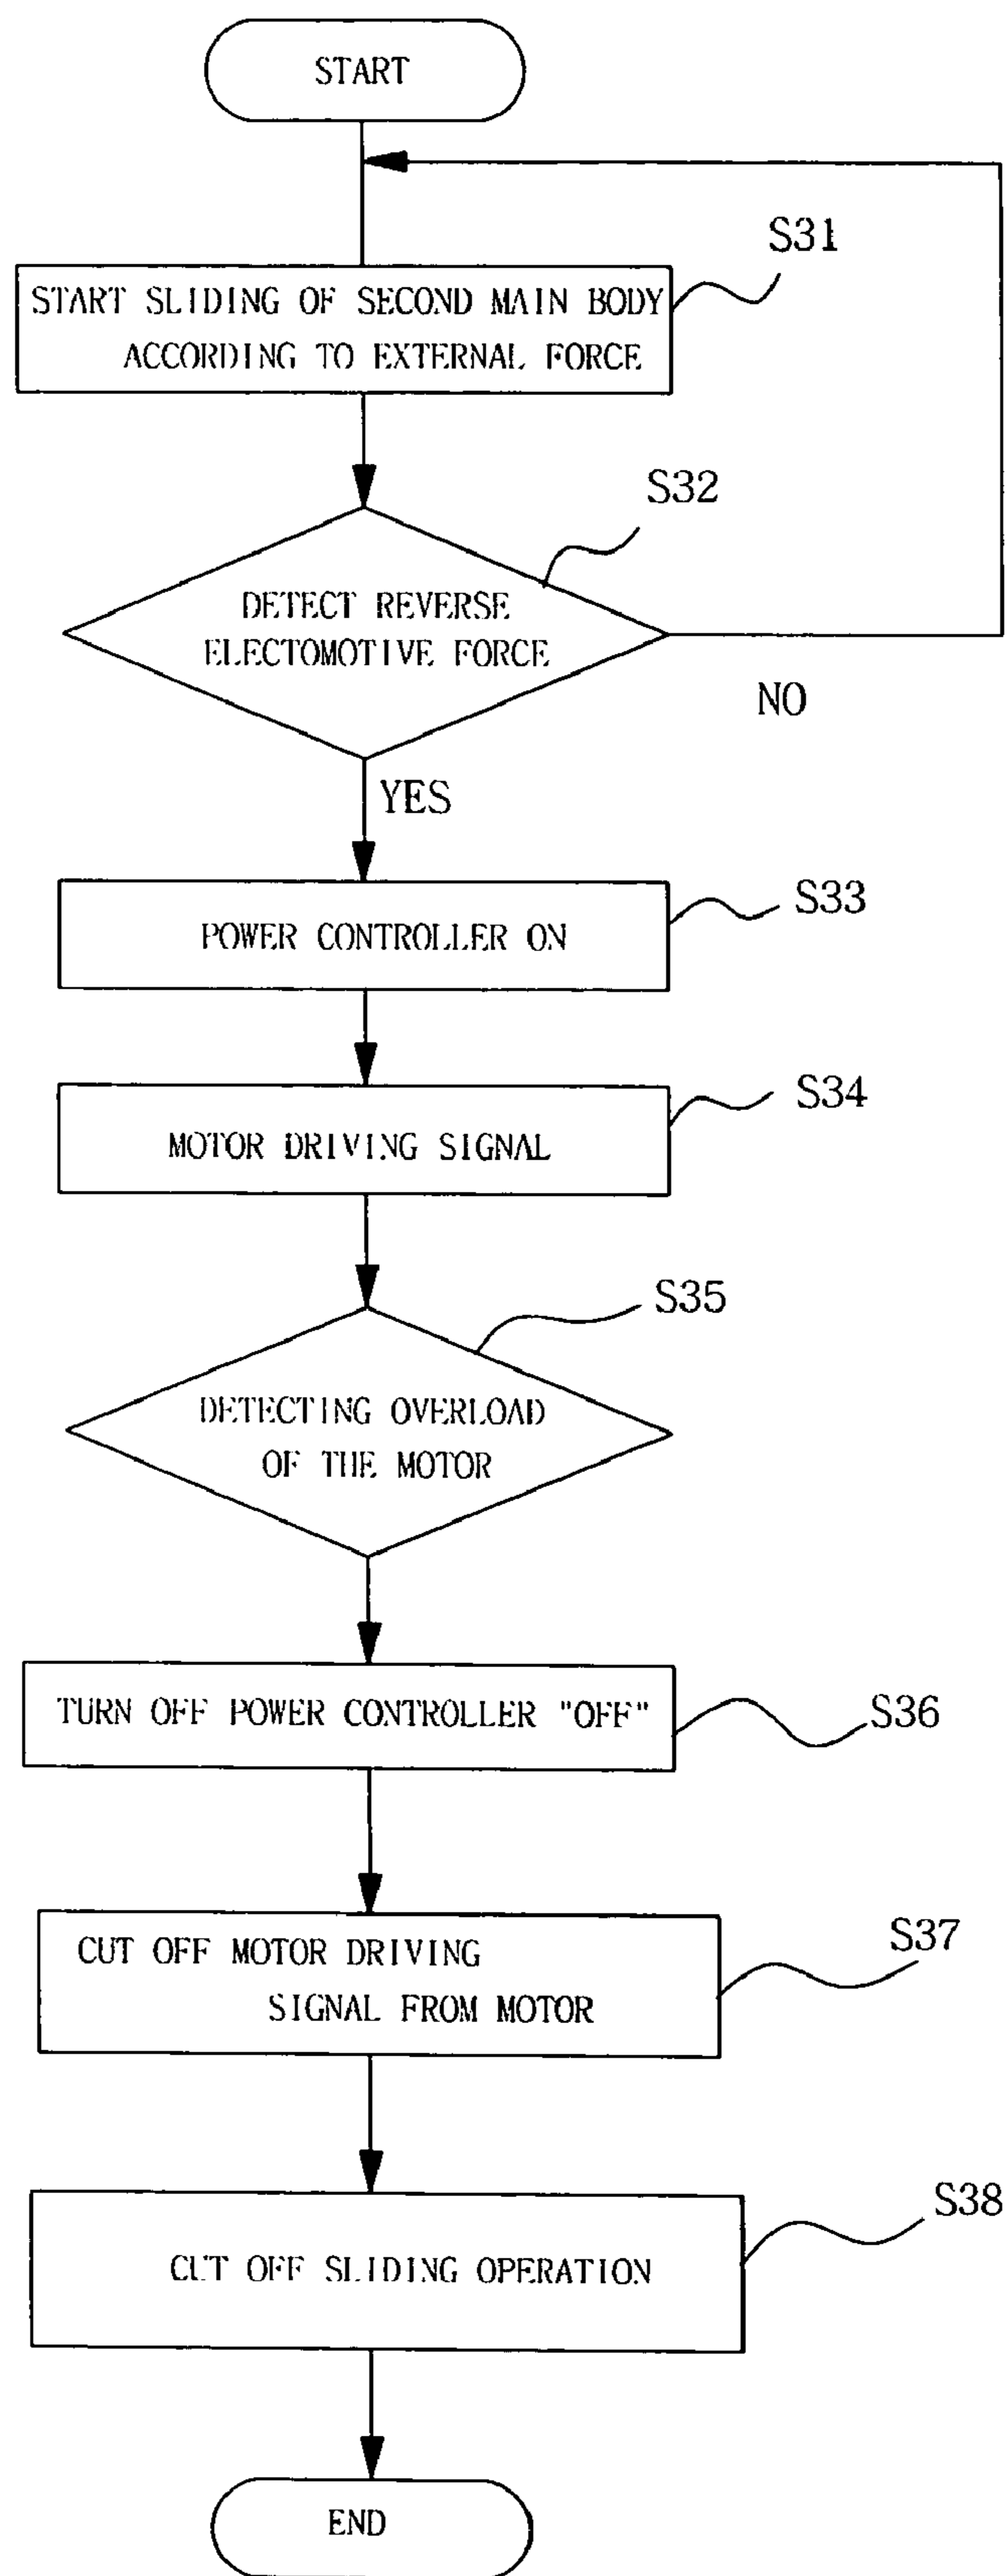 START
S31
START SLIDING OF SECOND MAIN BODY
ACCORDING TO EXTERNAL FORCE
S32
DETECT REVERSE
ELECTOMOTIVE FORCE
NO
YES
S33
POWER CONTROLLER ON
S34
MOTOR DRIVING SIGNAL
S35
DETECTING OVERLOAD
OF THE MOTOR
S36
TURN OFF POWER CONTROLLER "OFF"
S37
CUT OFF MOTOR DRIVING
SIGNAL FROM MOTOR
S38
CUT OFF SLIDING OPERATION
END